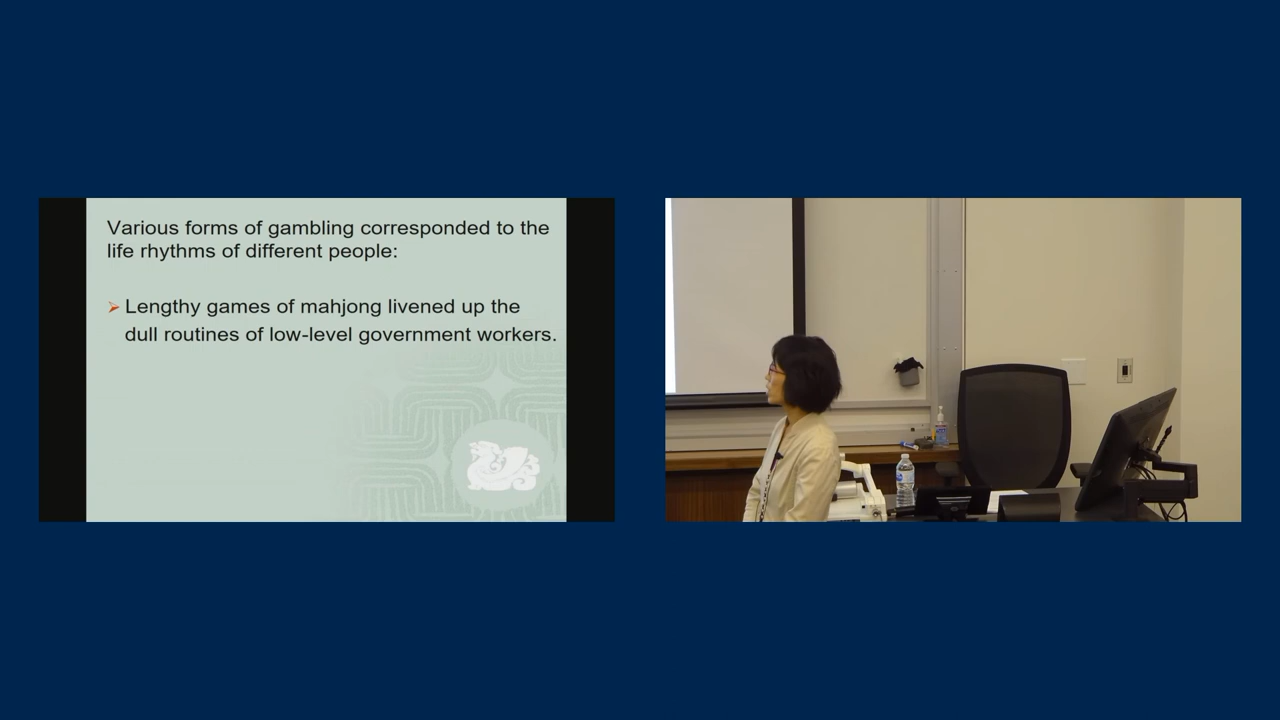 Various forms of gambling corresponded to the
life rhythms of different people:
➢ Lengthy games of mahjong livened up the
dull routines of low-level government workers.